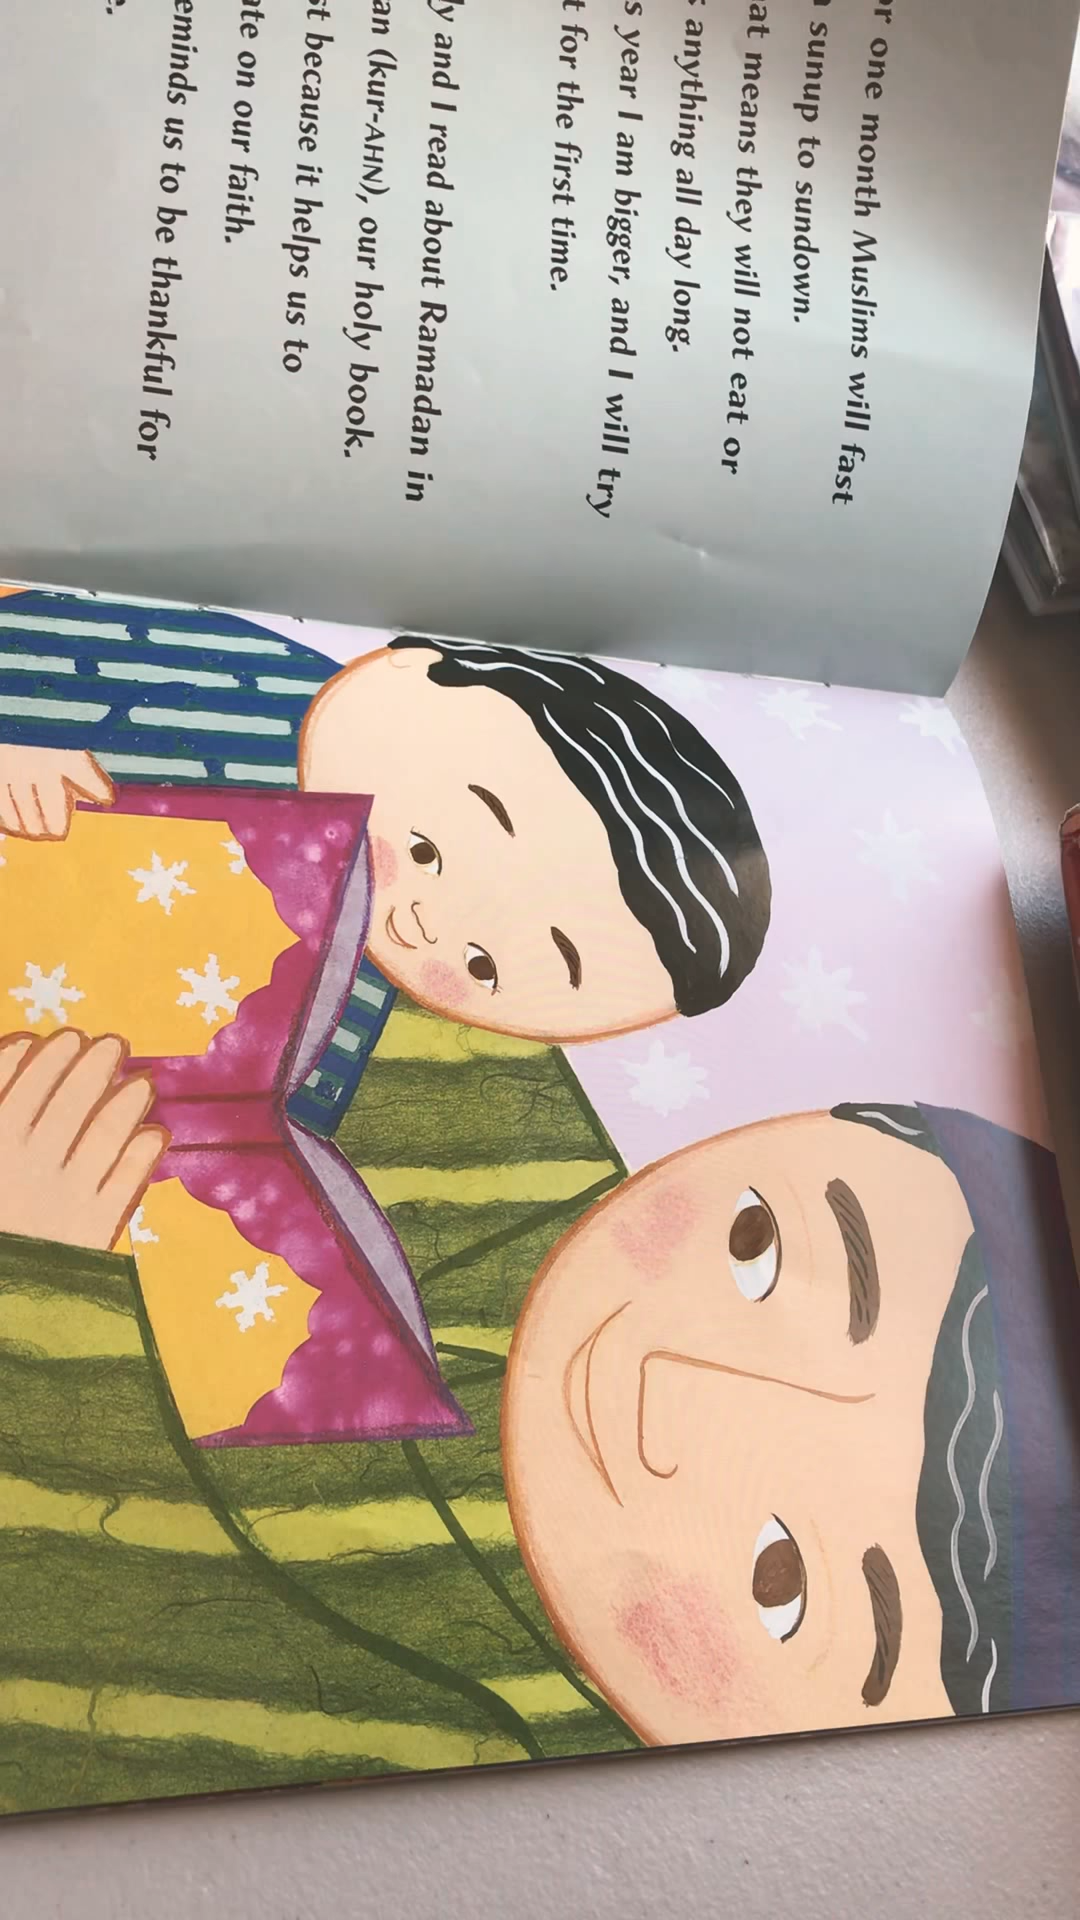 r one month Muslims will fast
sunup to sundown.
at means they will not eat or
anything all day long.
s year I am bigger, and I will try
t for the first time.
ly and I read about Ramadan in
an (kur-AHN), our holy book.
st because it helps us to
ate on our faith.
eminds us to be thankful for
e.